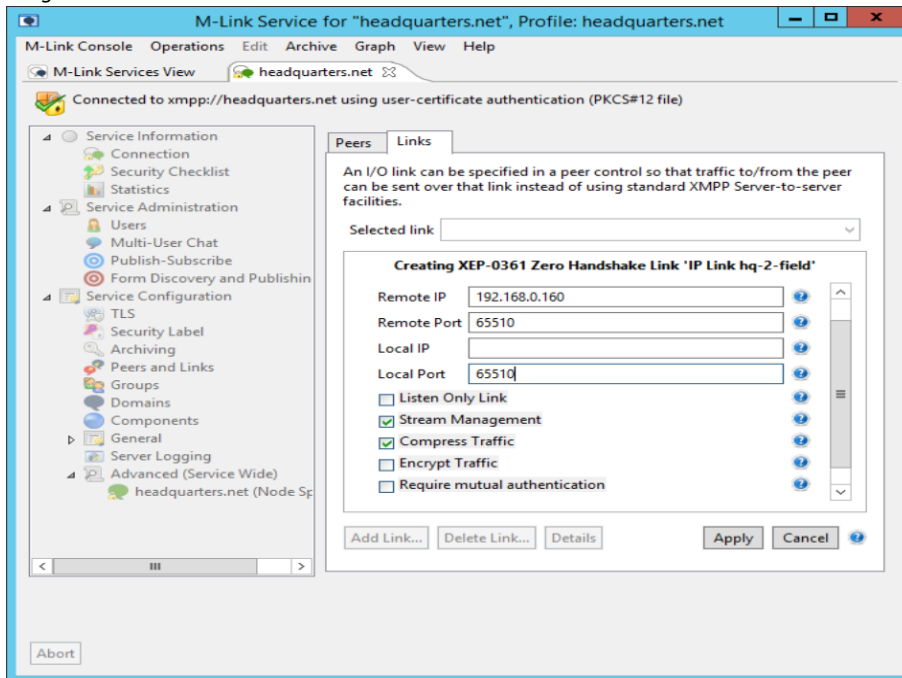 M-Link Service for "headquarters.net", Profile: headquarters.net
M-Link Console Operations Edit Archive Graph View Help
M-Link Services View headquarters.net
Connected to xmpp://headquarters.net using user-certificate authentication (PKCS#12 file)
Service Information
Connection
Security Checklist
Statistics
Service Administration
Users
Multi-User Chat
Publish-Subscribe
Form Discovery and Publishin
Service Configuration
TLS
Security Label
Archiving
Peers and Links
Groups
Domains
Components
General
Server Logging
Advanced (Service Wide)
headquarters.net (Node Sp
Peers Links
An I/O link can be specified in a peer control so that traffic to/from the peer
can be sent over that link instead of using standard XMPP Server-to-server
facilities.
Selected link
Creating XEP-0361 Zero Handshake Link 'IP Link hq-2-field'
Remote IP 192.168.0.160
Remote Port 65510
Local IP
Local Port 65510
Listen Only Link
Stream Management
Compress Traffic
Encrypt Traffic
Require mutual authentication
Add Link... Delete Link... Details Apply Cancel
Abort